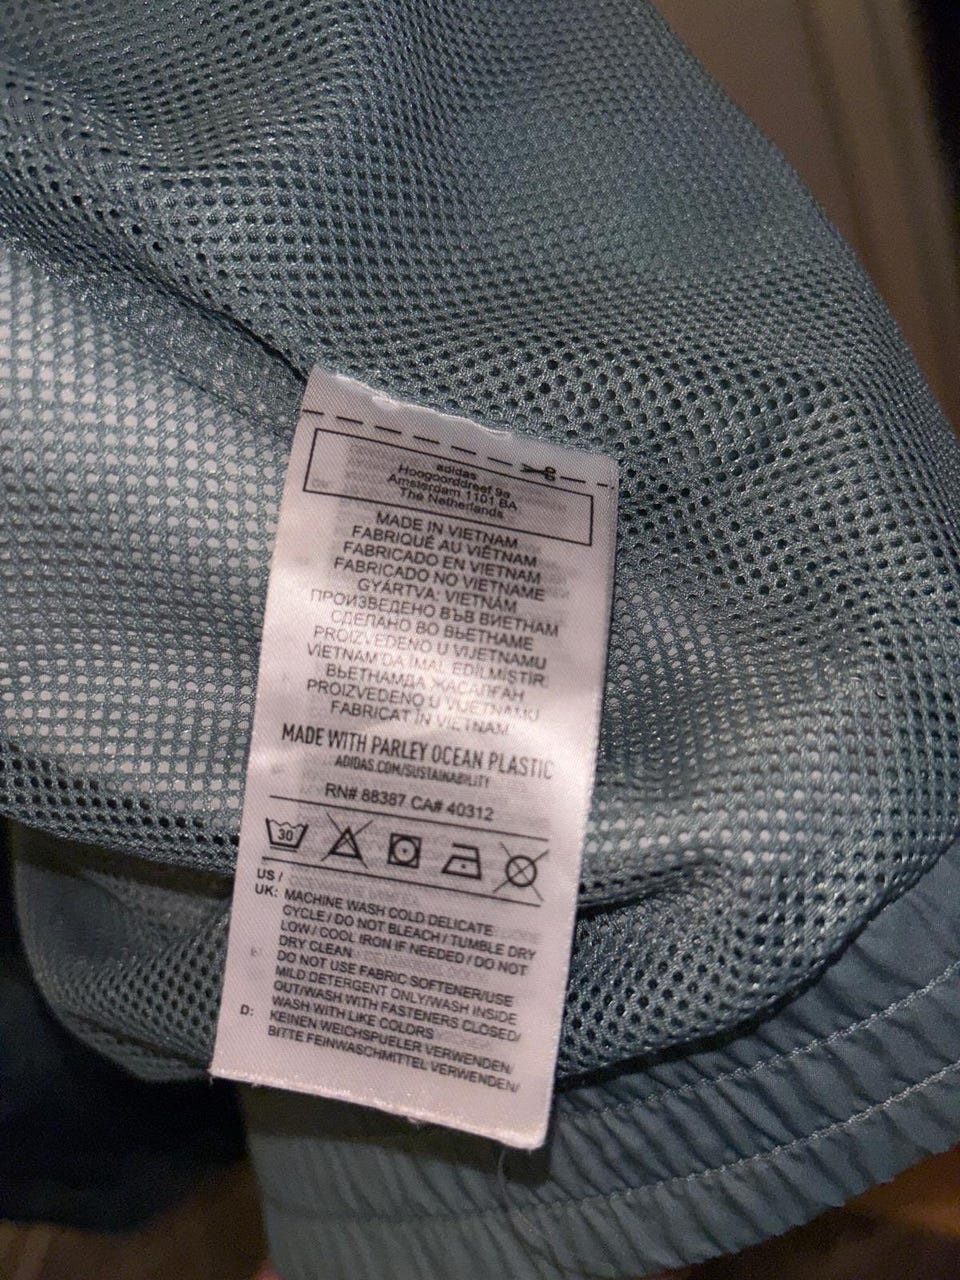 adidas
Hoogoorddreef 9a
Amsterdam 1101 BA
The Netherlands
MADE IN VIETNAM
FABRIQUÉ AU VIÊTNAM
FABRICADO EN VIETNAM
FABRICADO NO VIETNAME
GYÁRTVA: VIETNÁM
ПРОИЗВЕДЕНО ВЪВ ВИЕТНАМ
СДЕЛАНО ВО ВЬЕТНАМЕ
PROIZVEDENO U VIJETNAMU
VİETNAM'DA İMAL EDİLMİŞTİR
ВЬЕТНАМДА ЖАСАЛҒАН
PROIZVEDENO U VIJETNAMU
FABRICAT ÎN VIETNAM
MADE WITH PARLEY OCEAN PLASTIC
ADIDAS.COM/SUSTAINABILITY
RN# 88387 CA# 40312
30
US /
UK: MACHINE WASH COLD DELICATE
CYCLE / DO NOT BLEACH / TUMBLE DRY
LOW / COOL IRON IF NEEDED / DO NOT
DRY CLEAN
DO NOT USE FABRIC SOFTENER/USE
MILD DETERGENT ONLY/WASH INSIDE
OUT/WASH WITH FASTENERS CLOSED/
WASH WITH LIKE COLORS
D: KEINEN WEICHSPUELER VERWENDEN/
BITTE FEINWASCHMITTEL VERWENDEN/